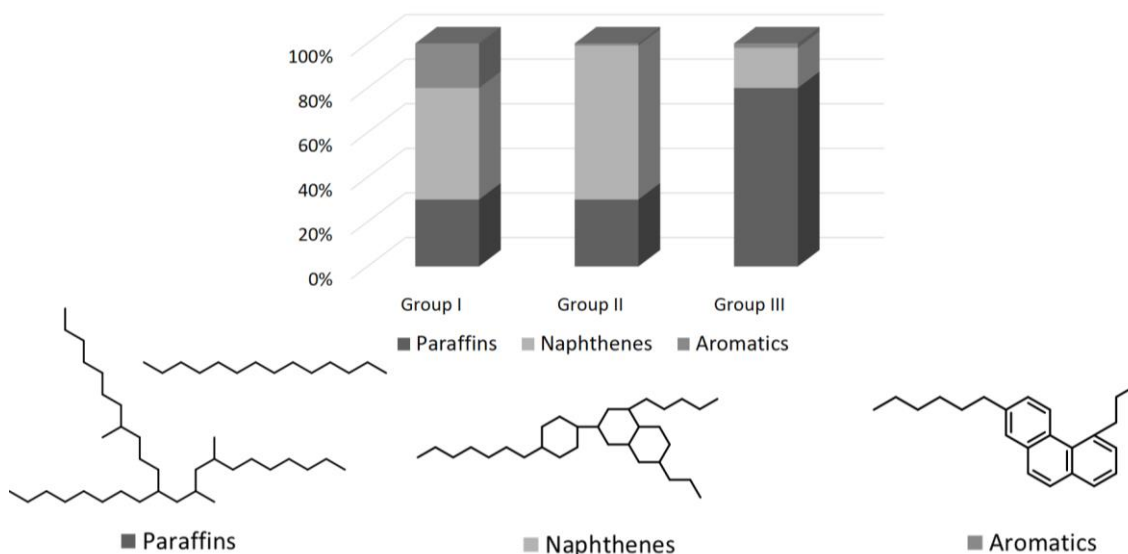 100%
80%
60%
40%
20%
0%
Group I Group II Group III
Paraffins Naphthenes Aromatics
Paraffins Naphthenes Aromatics